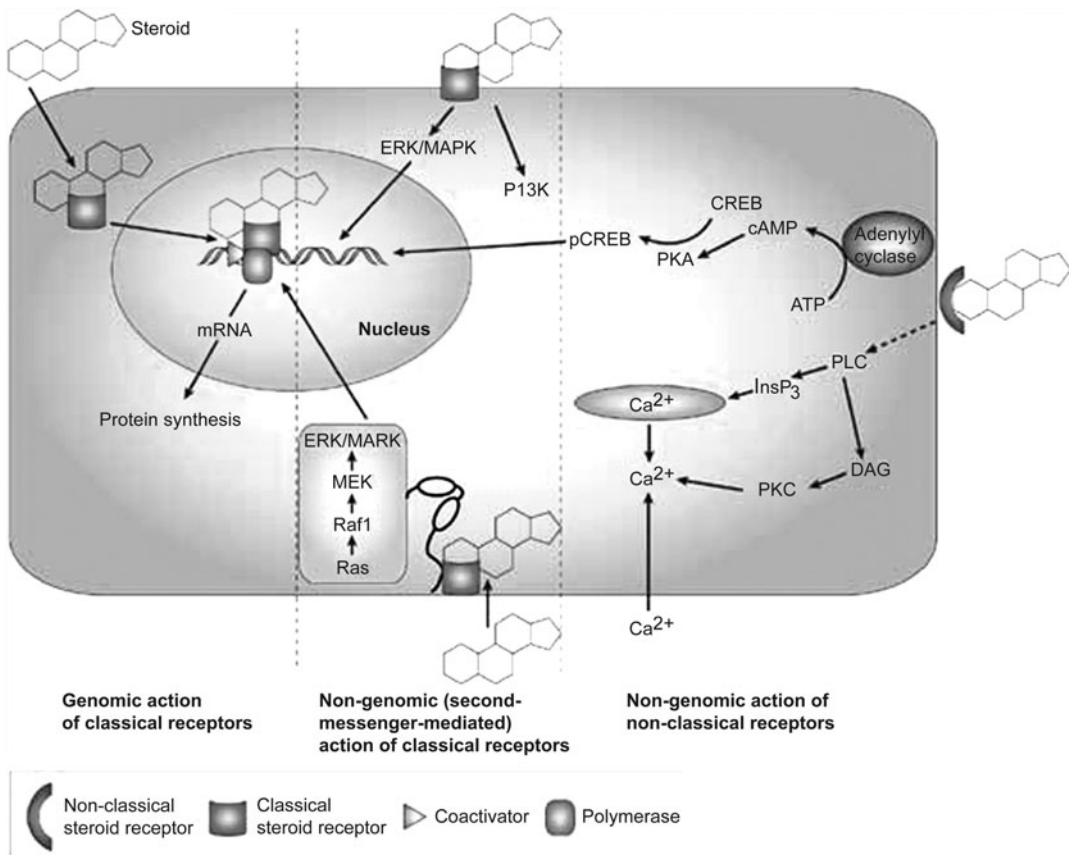 Steroid
ERK/MAPK
P13K
CREB
cAMP
Adenylyl
cyclase
pCREB
PKA
ATP
mRNA
Nucleus
PLC
InsP3
Ca2+
Protein synthesis
ERK/MARK
MEK
Raf1
Ras
Ca2+
PKC
DAG
Ca2+
Genomic action
of classical receptors
Non-genomic (second-
messenger-mediated)
action of classical receptors
Non-genomic action of
non-classical receptors
Non-classical
steroid receptor
Classical
steroid receptor
Coactivator
Polymerase